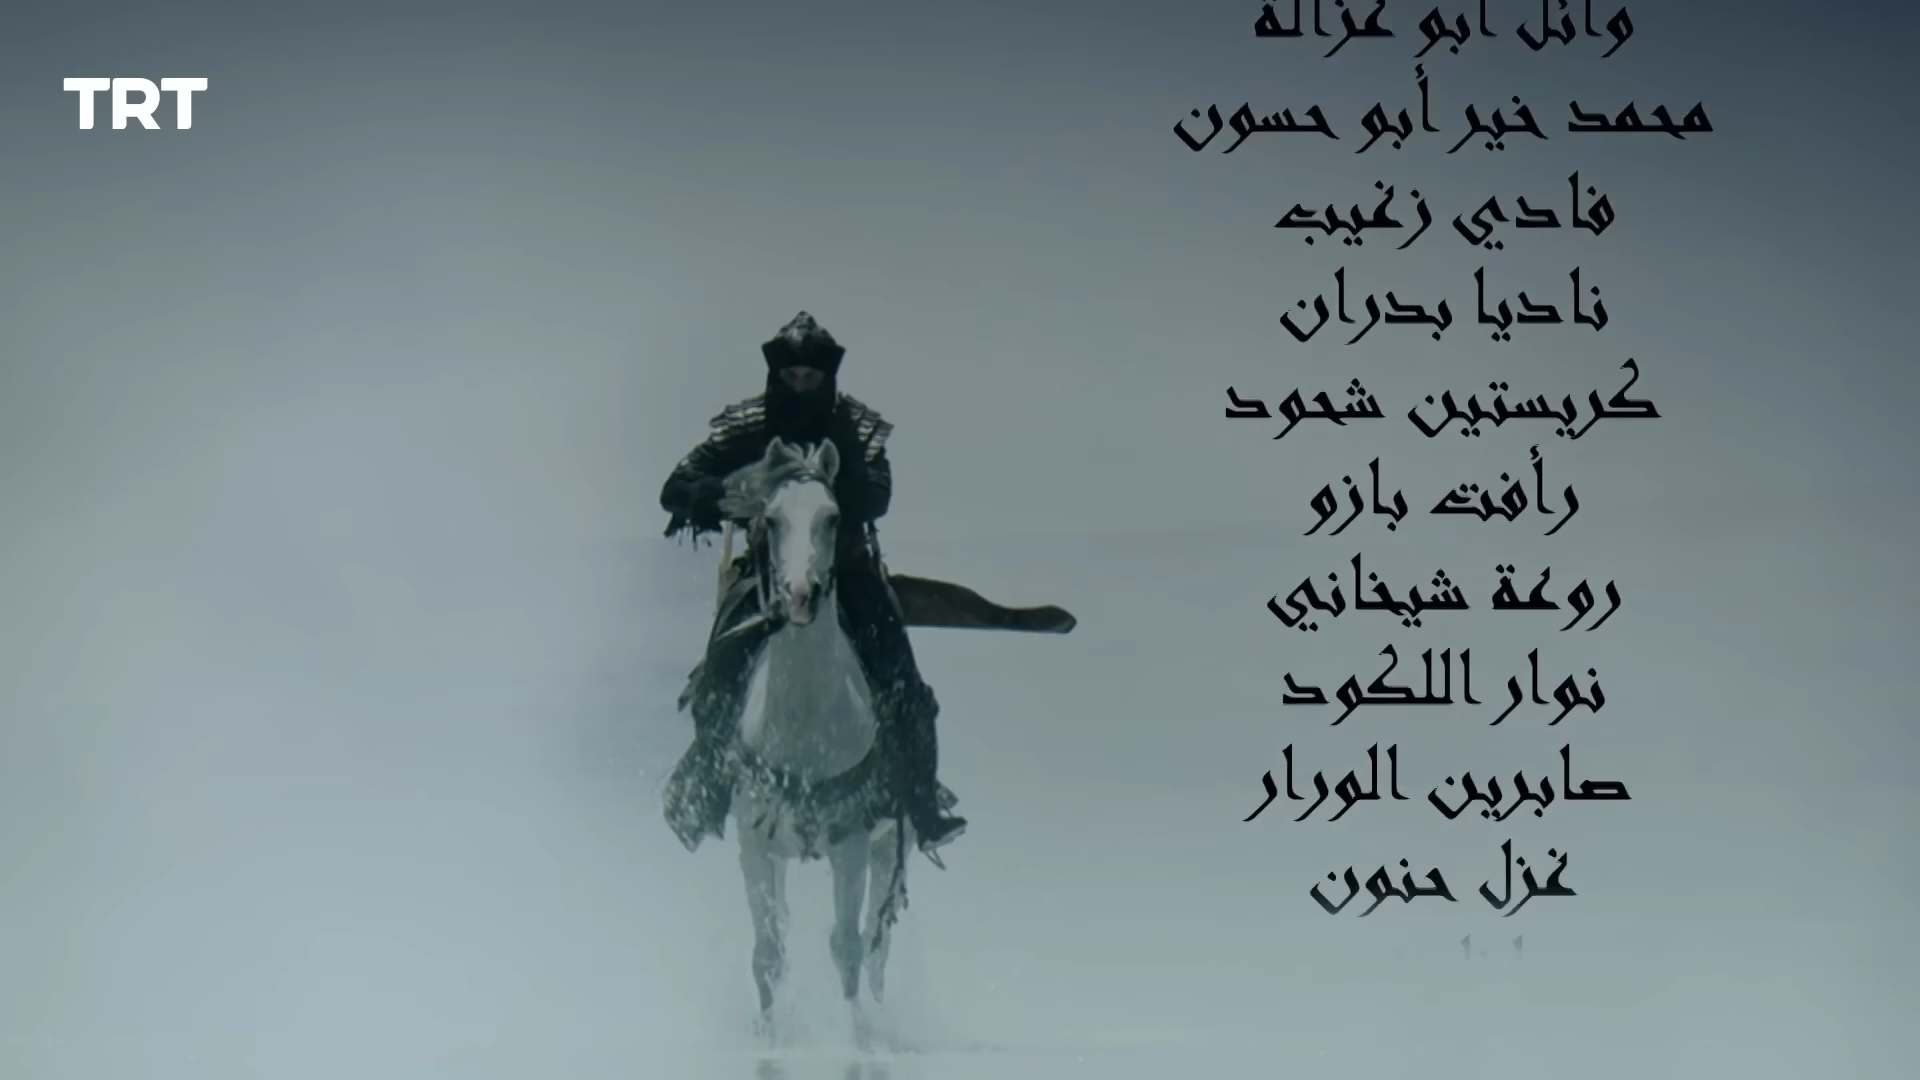 TRT
وائل أبو غزالة
محمد خير أبو حسون
فادي زغيب
ناديا بدران
كريستين شحود
رأفت بازو
روعة شيخاني
نوار اللكود
صابرين الورار
غزل حنون